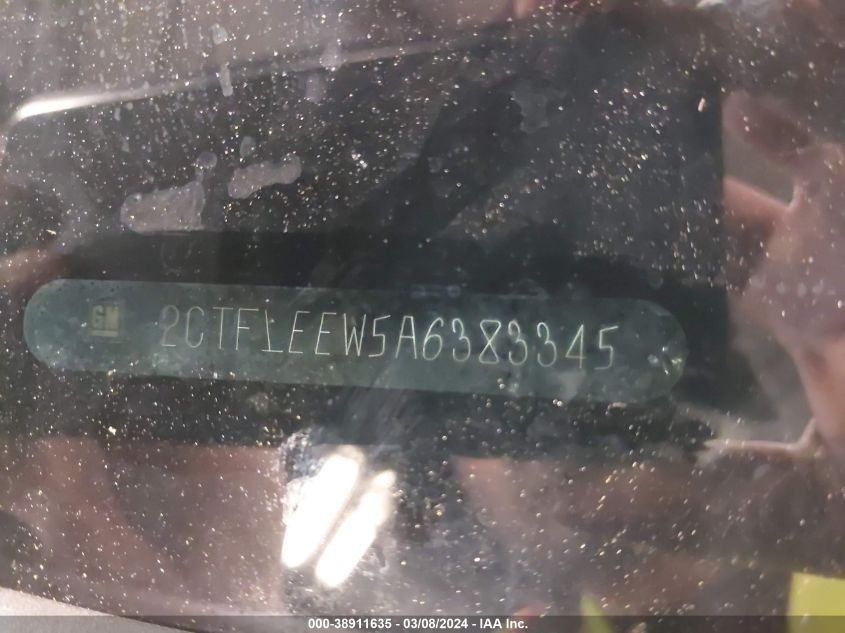 GM 2CTFLEEW5A6383345
000-38911635 - 03/08/2024 - IAA Inc.